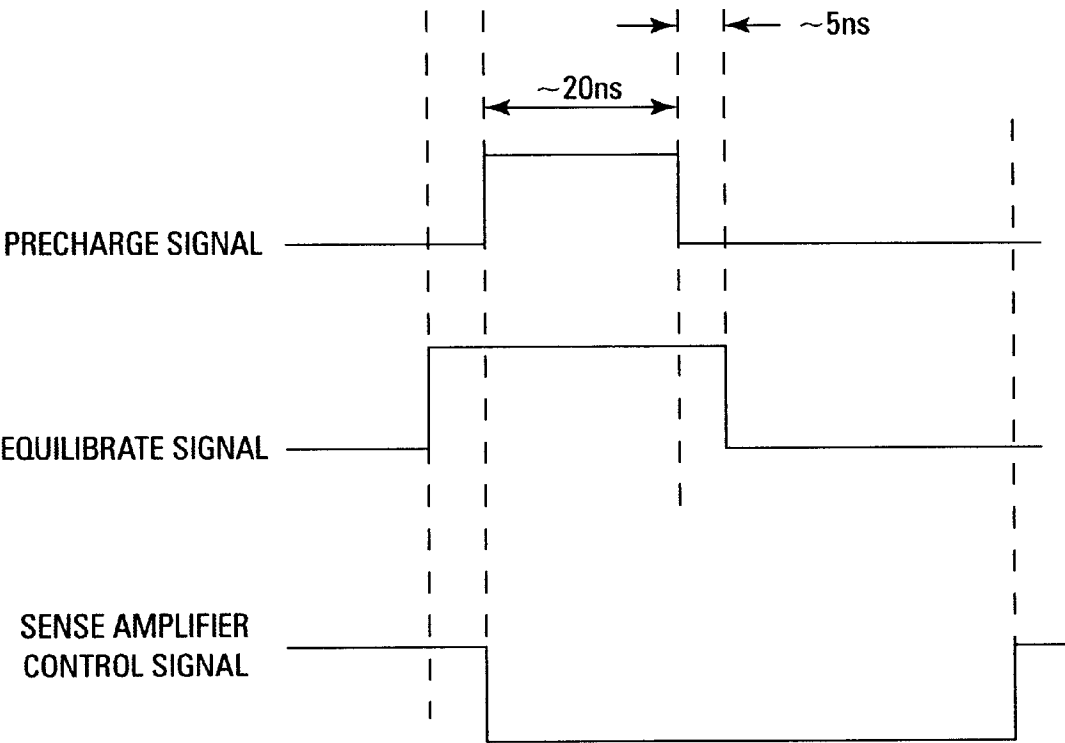 ~5ns
~20ns
PRECHARGE SIGNAL
EQUILIBRATE SIGNAL
SENSE AMPLIFIER
CONTROL SIGNAL